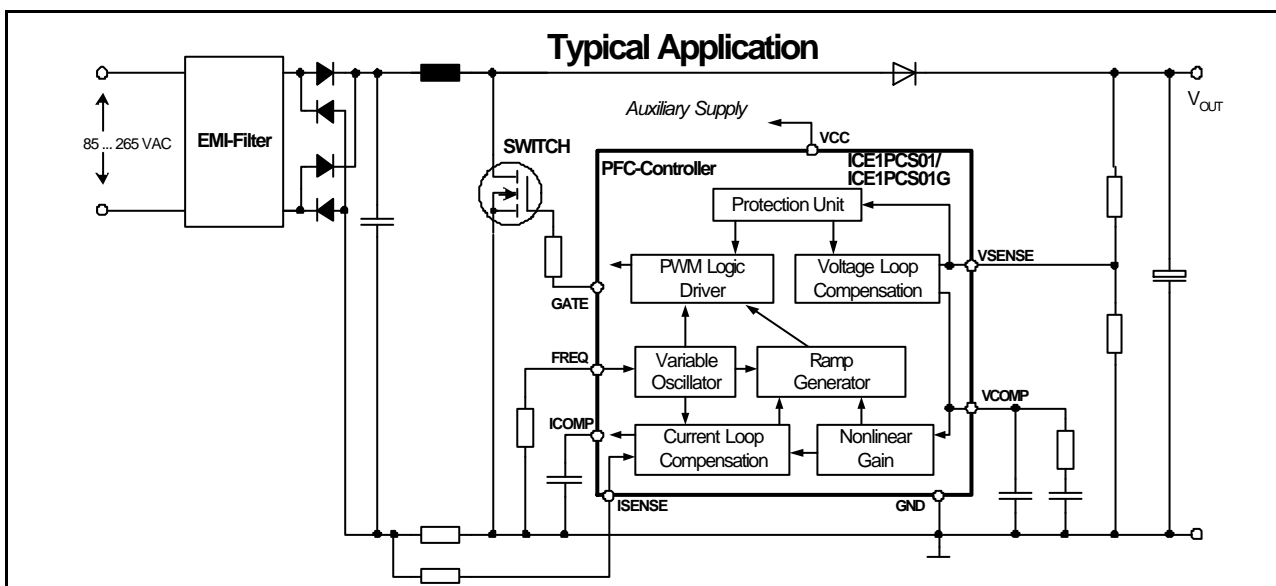 Typical Application
Auxiliary Supply
VCC
V_OUT
85 ... 265 VAC
EMI-Filter
SWITCH
PFC-Controller
ICE1PCS01/
ICE1PCS01G
Protection Unit
PWM Logic
Driver
Voltage Loop
Compensation
VSENSE
GATE
FREQ
Variable
Oscillator
Ramp
Generator
VCOMP
ICOMP
Current Loop
Compensation
Nonlinear
Gain
ISENSE
GND